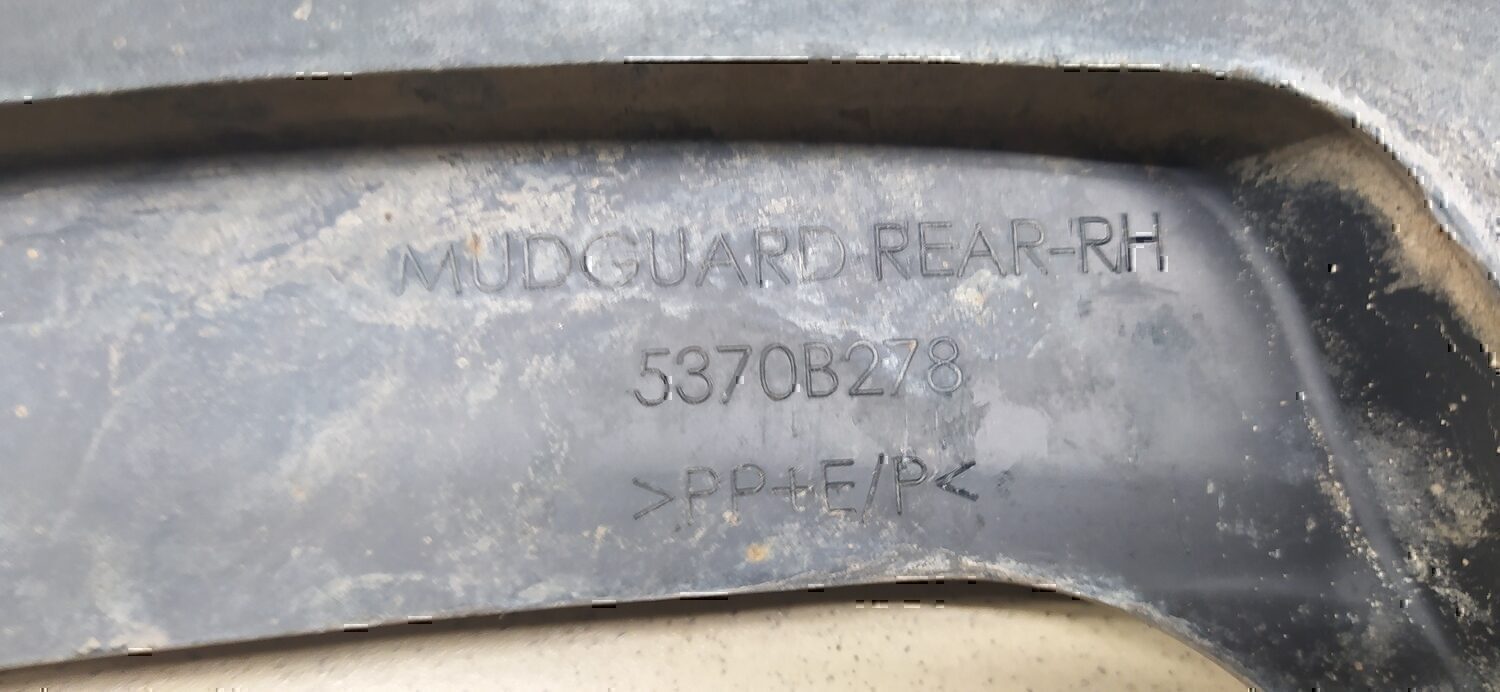 MUDGUARD REAR-RH
5370B278
>PP+E/P<